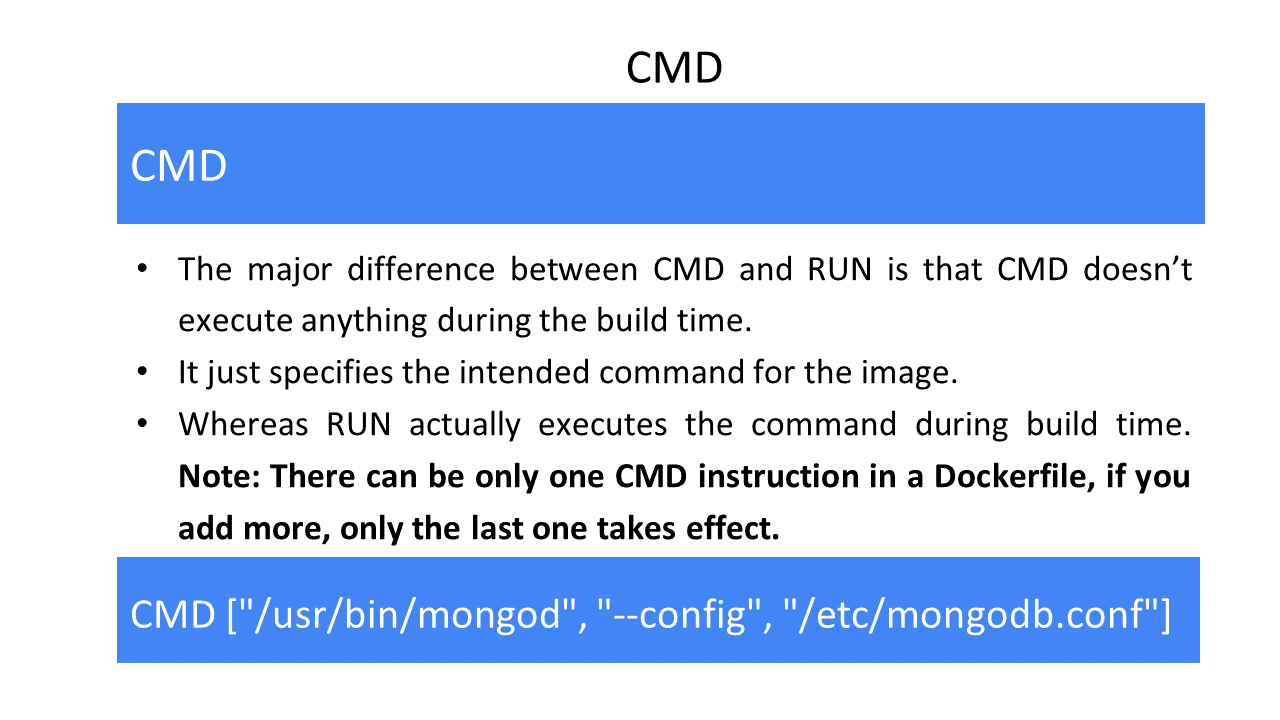 CMD
CMD
• The major difference between CMD and RUN is that CMD doesn’t
execute anything during the build time.
• It just specifies the intended command for the image.
• Whereas RUN actually executes the command during build time.
Note: There can be only one CMD instruction in a Dockerfile, if you
add more, only the last one takes effect.
CMD ["/usr/bin/mongod", "--config", "/etc/mongodb.conf"]